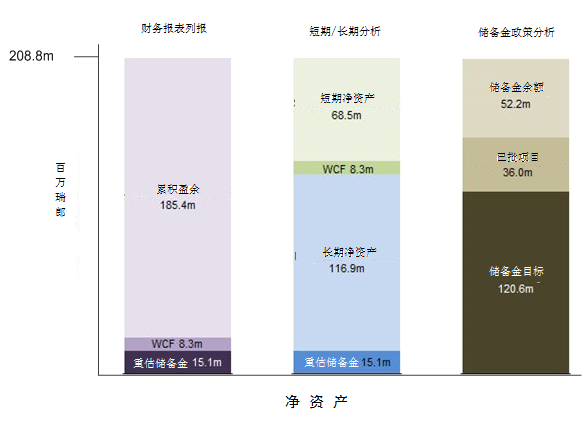 财务报表列报
短期/长期分析
储备金政策分析
208.8m
百万瑞郎
累积盈余
185.4m
WCF 8.3m
重估储备金 15.1m
短期净资产
68.5m
WCF 8.3m
长期净资产
116.9m
重估储备金 15.1m
储备金余额
52.2m
已批项目
36.0m
储备金目标
120.6m
净 资 产